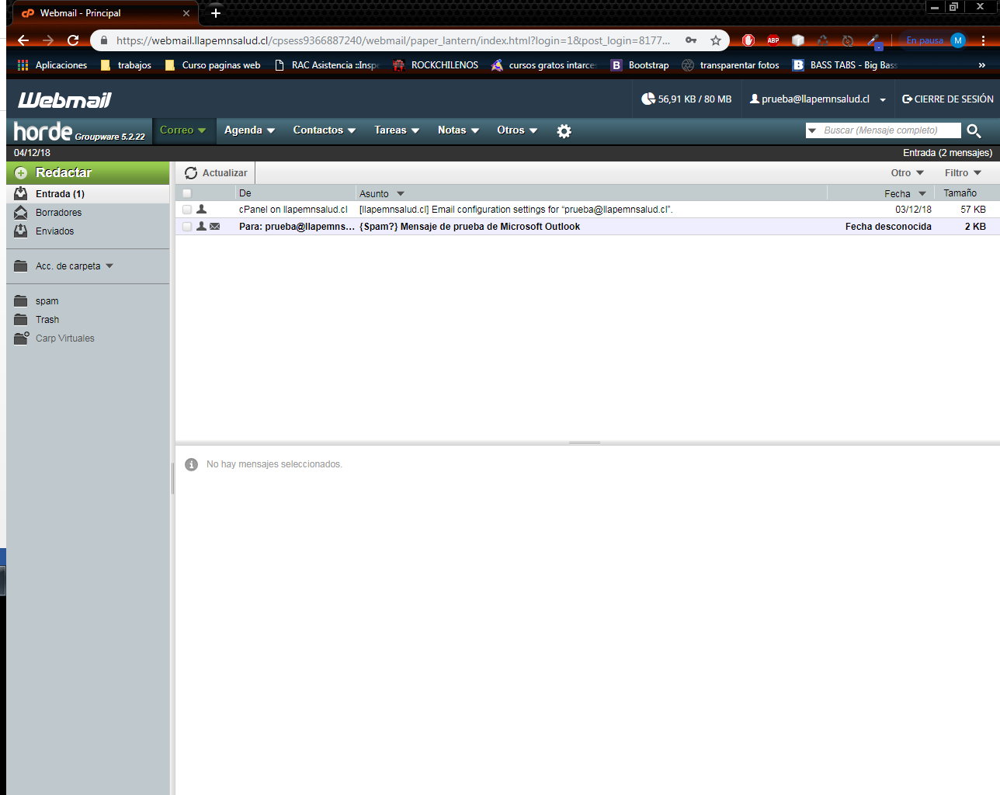 Webmail - Principal
https://webmail.llapemnsalud.cl/cpsess9366887240/webmail/paper_lantern/index.html?login=1&post_login=8177...
ABP
En pausa
M
Aplicaciones
trabajos
Curso paginas web
RAC Asistencia ::Inspe
ROCKCHILENOS
cursos gratos intarce
B
Bootstrap
transparentar fotos
B
BASS TABS - Big Bas
»
Webmail
56,91 KB / 80 MB
prueba@llapemnsalud.cl
CIERRE DE SESIÓN
horde Groupware 5.2.22
Correo
Agenda
Contactos
Tareas
Notas
Otros
Buscar (Mensaje completo)
04/12/18
Entrada (2 mensajes)
Redactar
Actualizar
Otro
Filtro
Entrada (1)
Borradores
Enviados
Acc. de carpeta
spam
Trash
Carp Virtuales
De
Asunto
Fecha
Tamaño
cPanel on llapemnsalud.cl
[llapemnsalud.cl] Email configuration settings for “prueba@llapemnsalud.cl”.
03/12/18
57 KB
Para: prueba@llapemns...
{Spam?} Mensaje de prueba de Microsoft Outlook
Fecha desconocida
2 KB
No hay mensajes seleccionados.